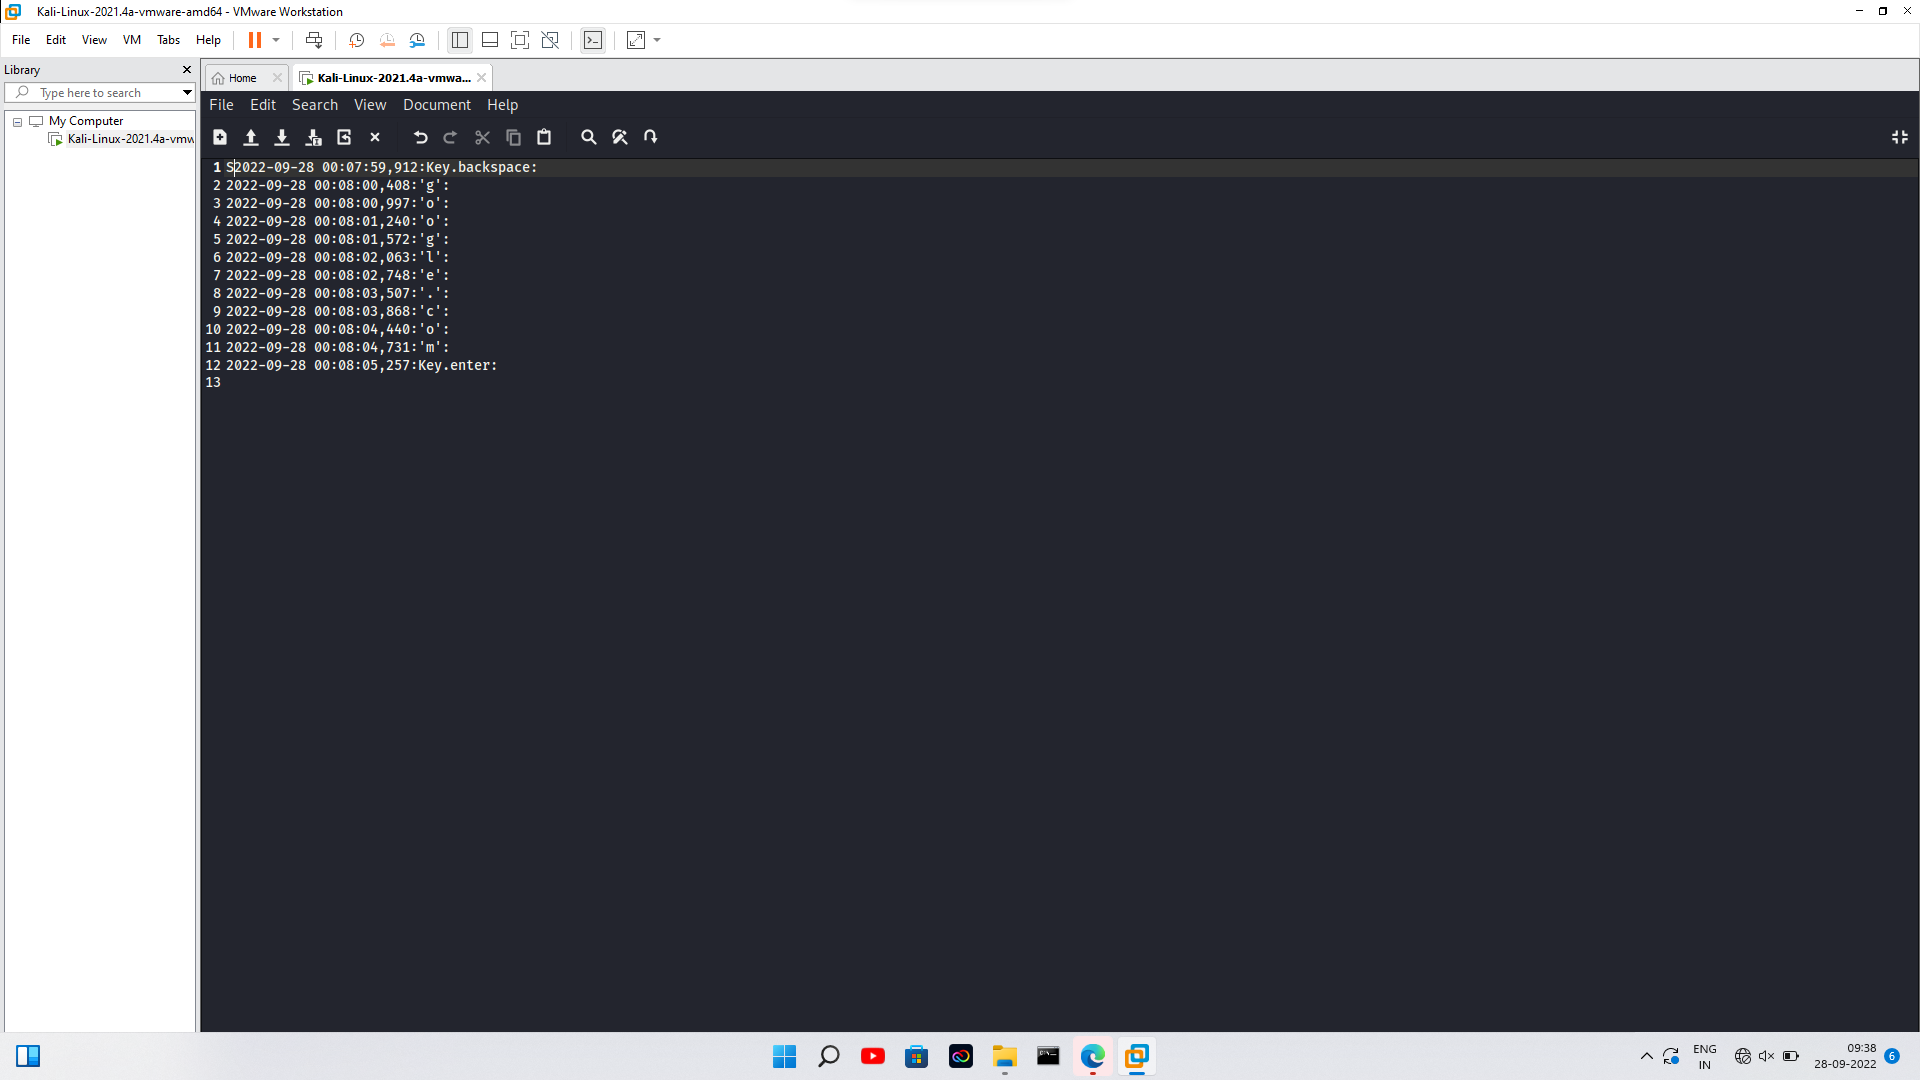 Kali-Linux-2021.4a-vmware-amd64 - VMware Workstation
File Edit View VM Tabs Help
Library
Type here to search
My Computer
Kali-Linux-2021.4a-vmw
Home
Kali-Linux-2021.4a-vmwa...
File Edit Search View Document Help
1 S2022-09-28 00:07:59,912:Key.backspace:
2 2022-09-28 00:08:00,408:'g':
3 2022-09-28 00:08:00,997:'o':
4 2022-09-28 00:08:01,240:'o':
5 2022-09-28 00:08:01,572:'g':
6 2022-09-28 00:08:02,063:'l':
7 2022-09-28 00:08:02,748:'e':
8 2022-09-28 00:08:03,507:'.':
9 2022-09-28 00:08:03,868:'c':
10 2022-09-28 00:08:04,440:'o':
11 2022-09-28 00:08:04,731:'m':
12 2022-09-28 00:08:05,257:Key.enter:
13
ENG
IN
09:38
28-09-2022
6